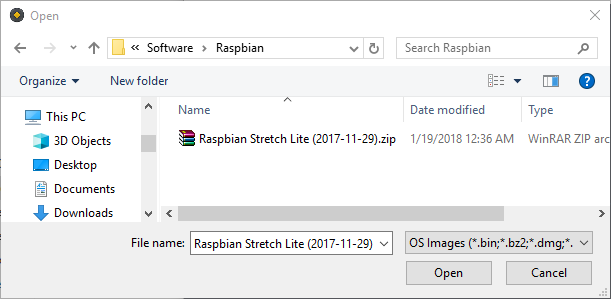 Open
« Software › Raspbian
Search Raspbian
Organize
New folder
This PC
3D Objects
Desktop
Documents
Downloads
Name
Date modified
Type
Raspbian Stretch Lite (2017-11-29).zip
1/19/2018 12:36 AM
WinRAR ZIP arc
File name:
Raspbian Stretch Lite (2017-11-29)
OS Images (*.bin;*.bz2;*.dmg;*.
Open
Cancel